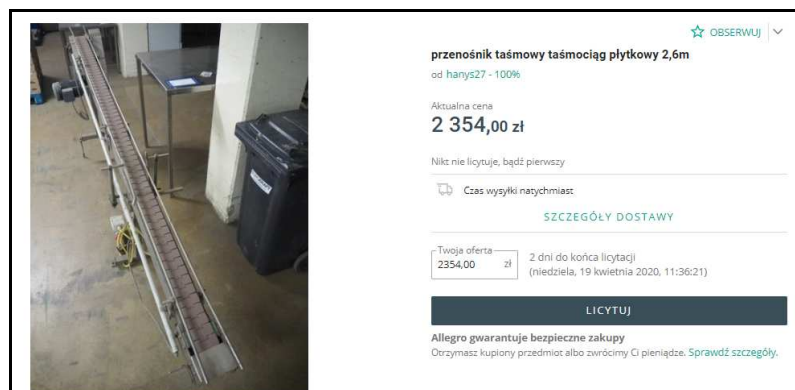 OBSERWUJ
przenośnik taśmowy taśmociąg płytkowy 2,6m
od hanys27 - 100%
Aktualna cena
2 354,00 zł
Nikt nie licytuje, bądź pierwszy
Czas wysyłki natychmiast
SZCZEGÓŁY DOSTAWY
Twoja oferta
2354,00 zł
2 dni do końca licytacji
(niedziela, 19 kwietnia 2020, 11:36:21)
LICYTUJ
Allegro gwarantuje bezpieczne zakupy
Otrzymasz kupiony przedmiot albo zwrócimy Ci pieniądze. Sprawdź szczegóły.